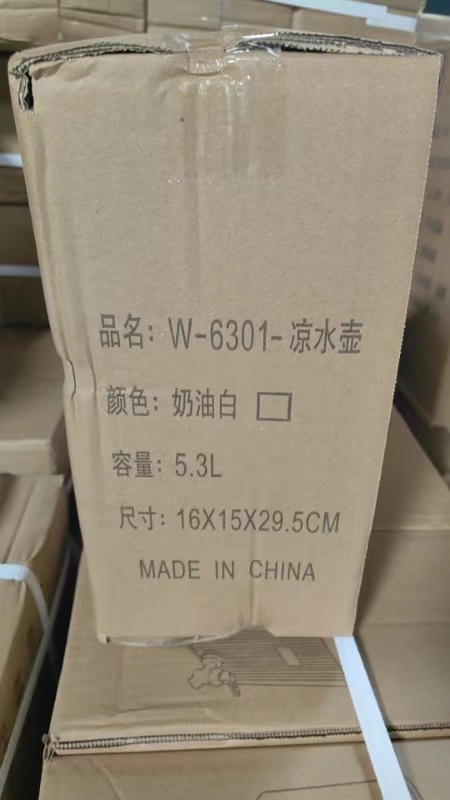 品名：W-6301-凉水壶
颜色：奶油白 □
容量：5.3L
尺寸：16X15X29.5CM
MADE IN CHINA